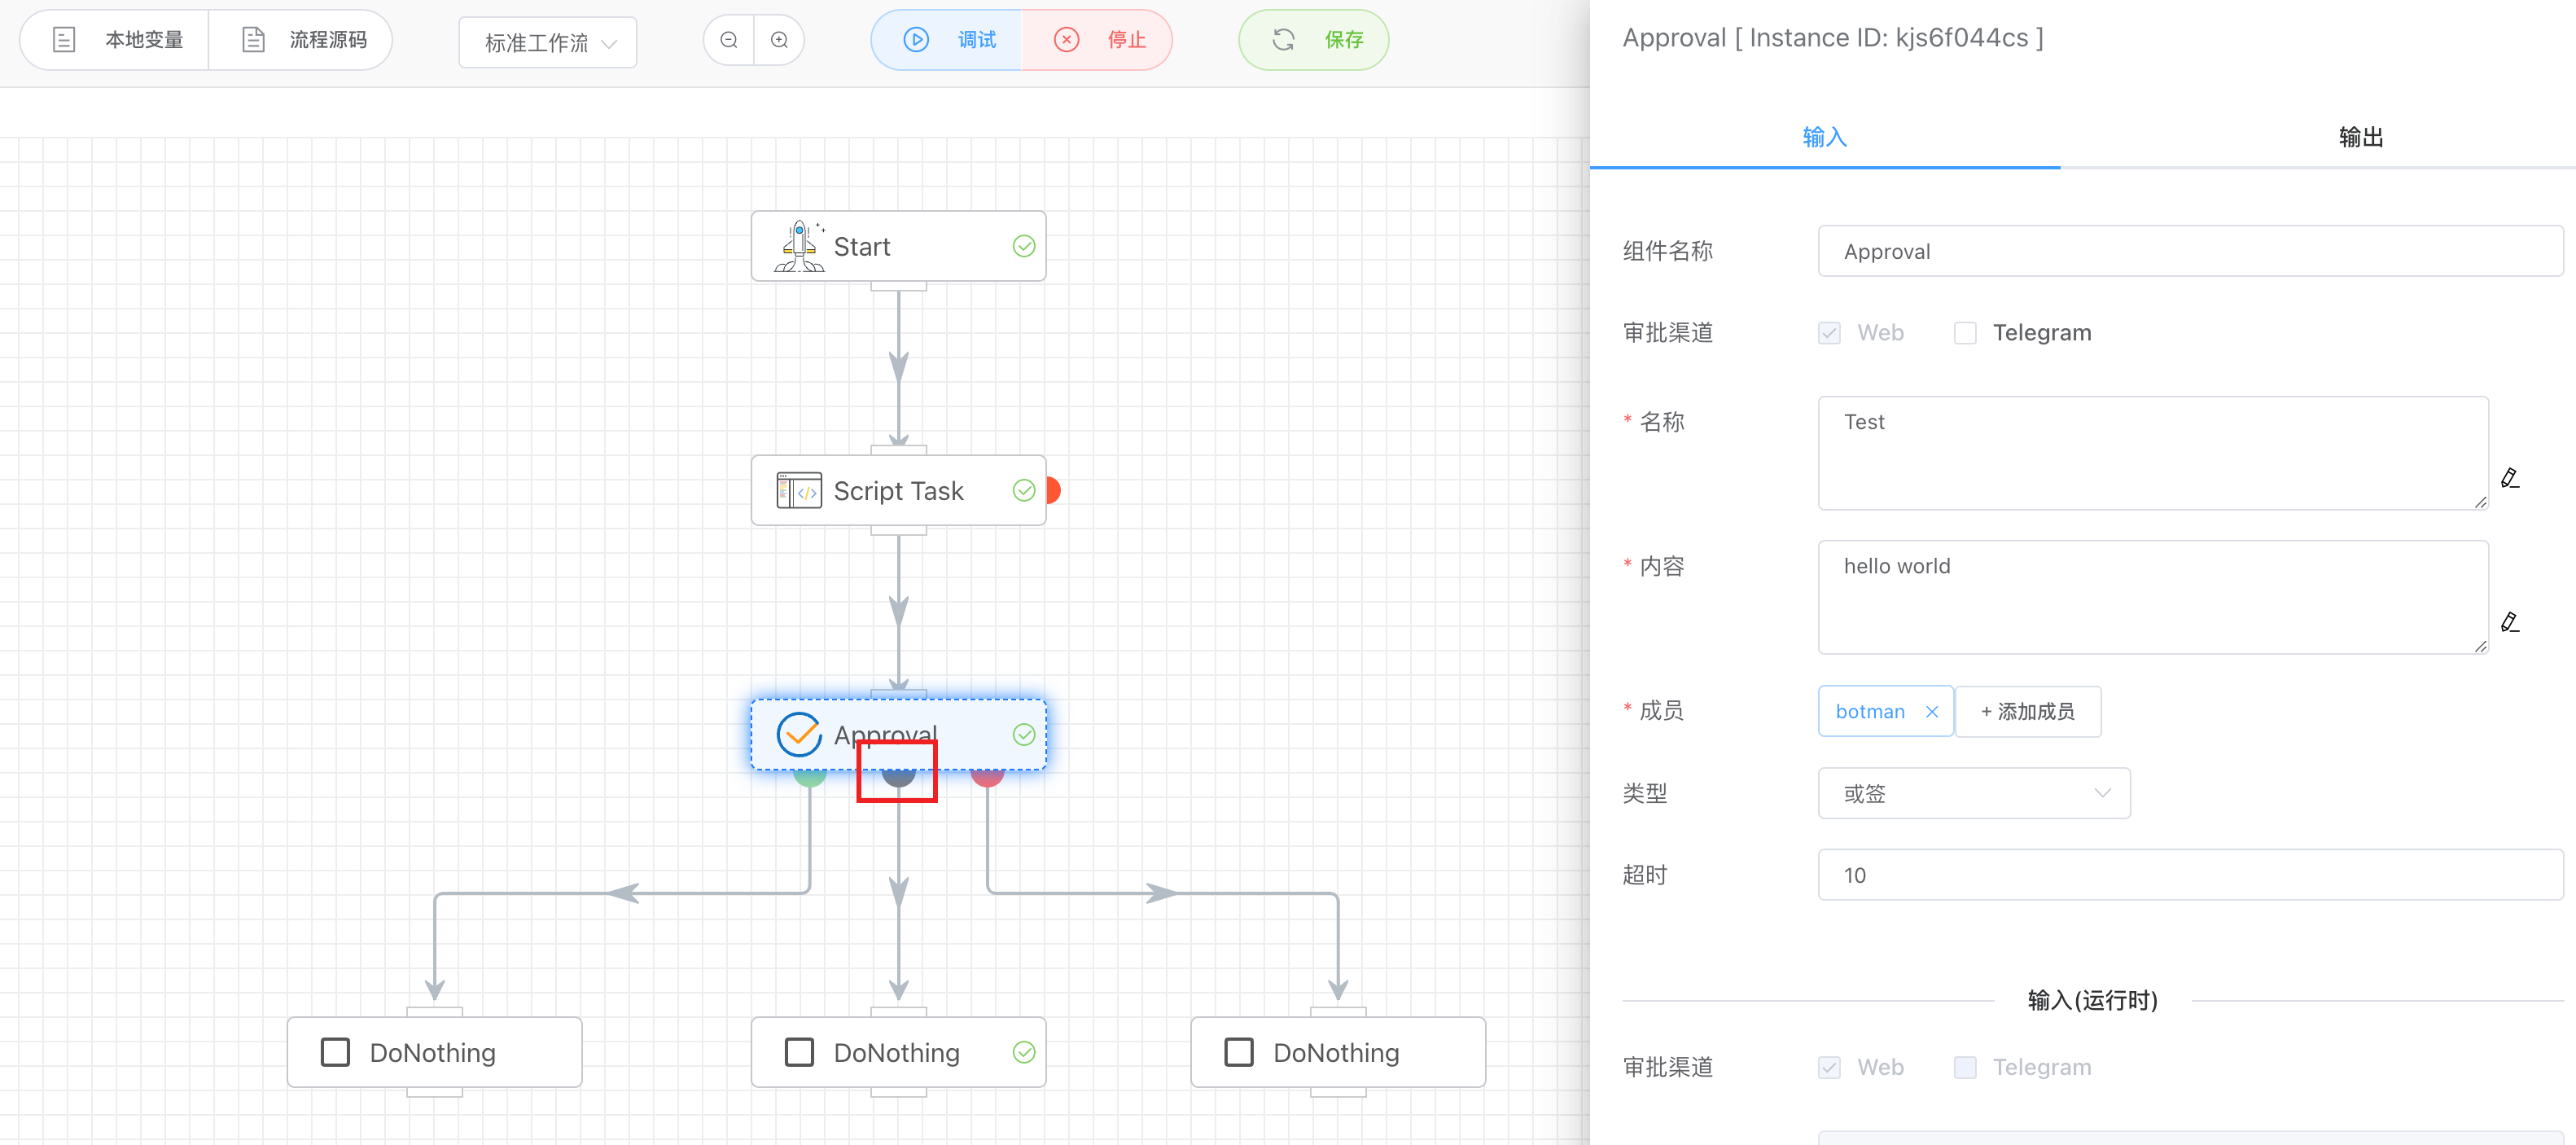 本地变量
流程源码
标准工作流
调试
停止
保存
Start
Script Task
Approval
DoNothing
DoNothing
DoNothing
Approval [ Instance ID: kjs6f044cs ]
输入
输出
组件名称
Approval
审批渠道
Web
Telegram
* 名称
Test
* 内容
hello world
* 成员
botman ×
+ 添加成员
类型
或签
超时
10
输入(运行时)
审批渠道
Web
Telegram